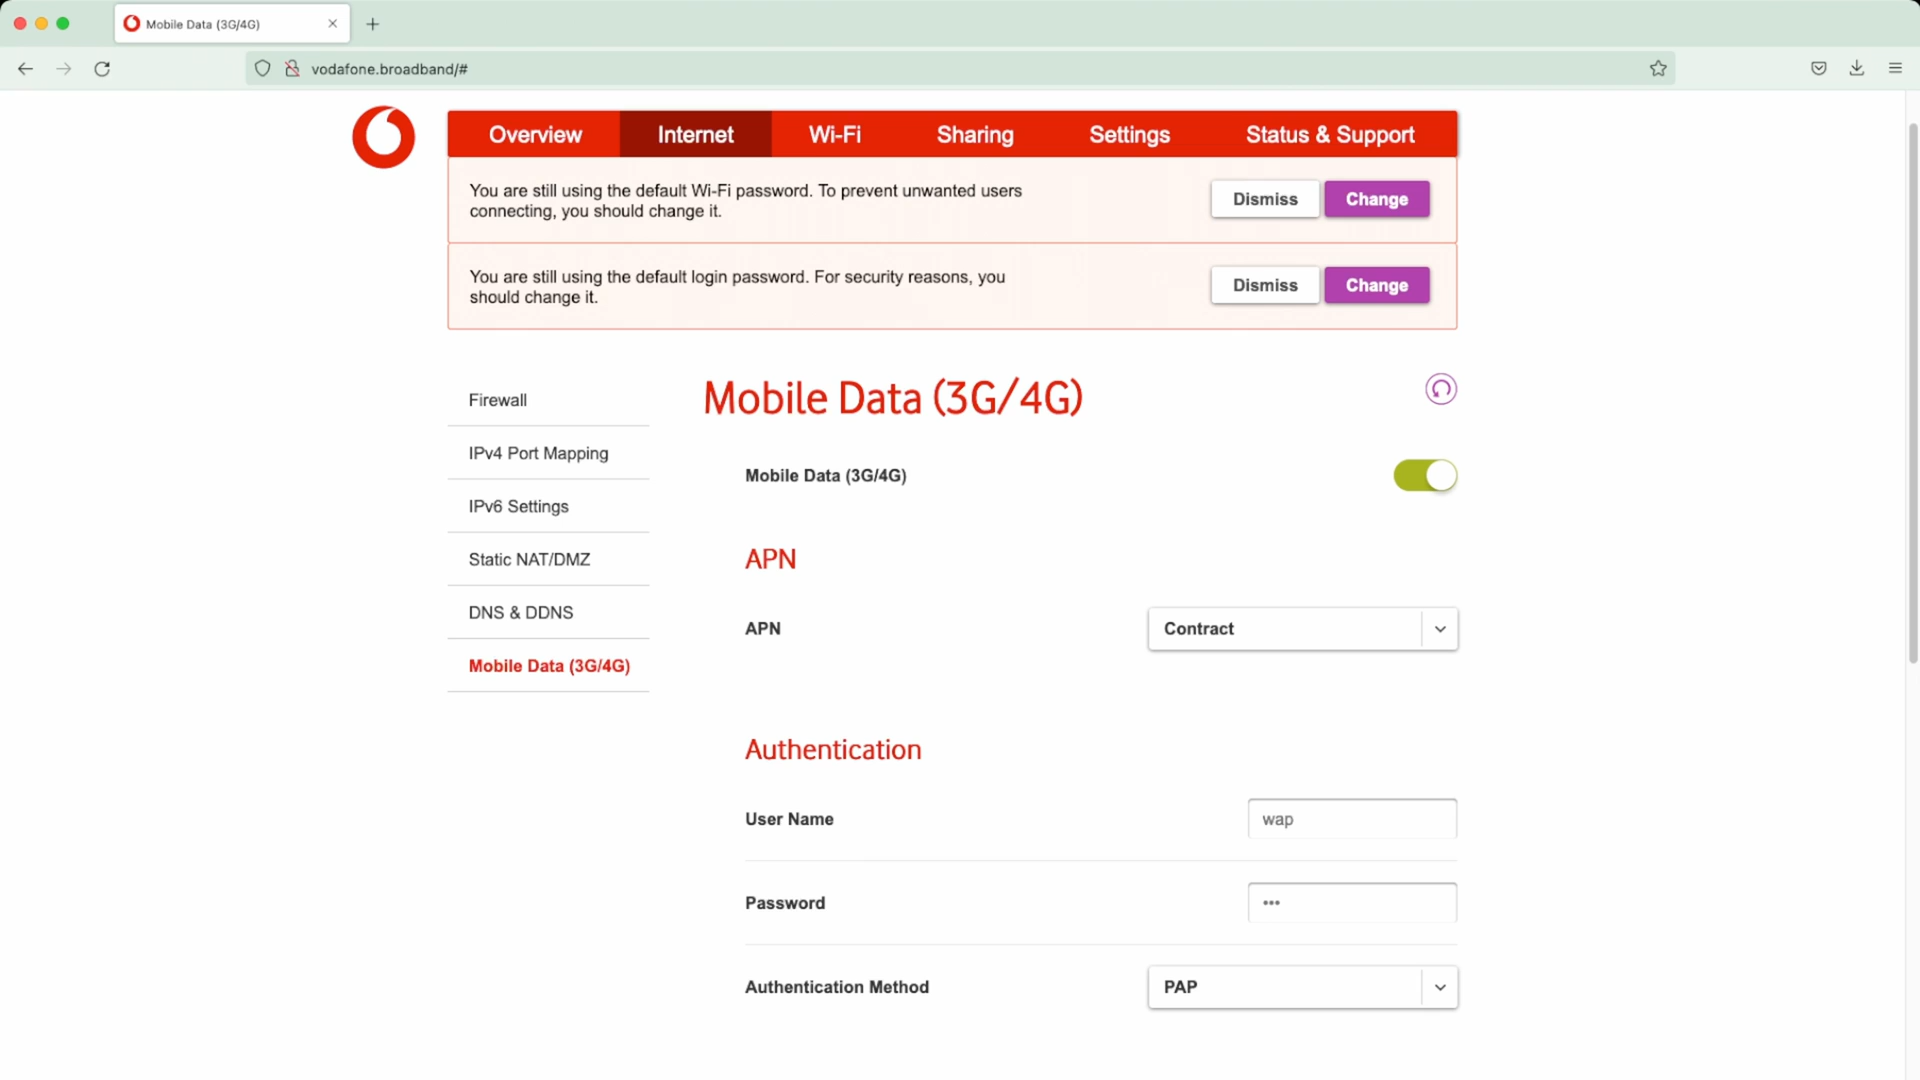 Mobile Data (3G/4G)
vodafone.broadband/#
Overview Internet Wi-Fi Sharing Settings Status & Support
You are still using the default Wi-Fi password. To prevent unwanted users
connecting, you should change it.
Dismiss Change
You are still using the default login password. For security reasons, you
should change it.
Dismiss Change
Firewall
IPv4 Port Mapping
IPv6 Settings
Static NAT/DMZ
DNS & DDNS
Mobile Data (3G/4G)
Mobile Data (3G/4G)
Mobile Data (3G/4G)
APN
APN Contract
Authentication
User Name wap
Password •••
Authentication Method PAP